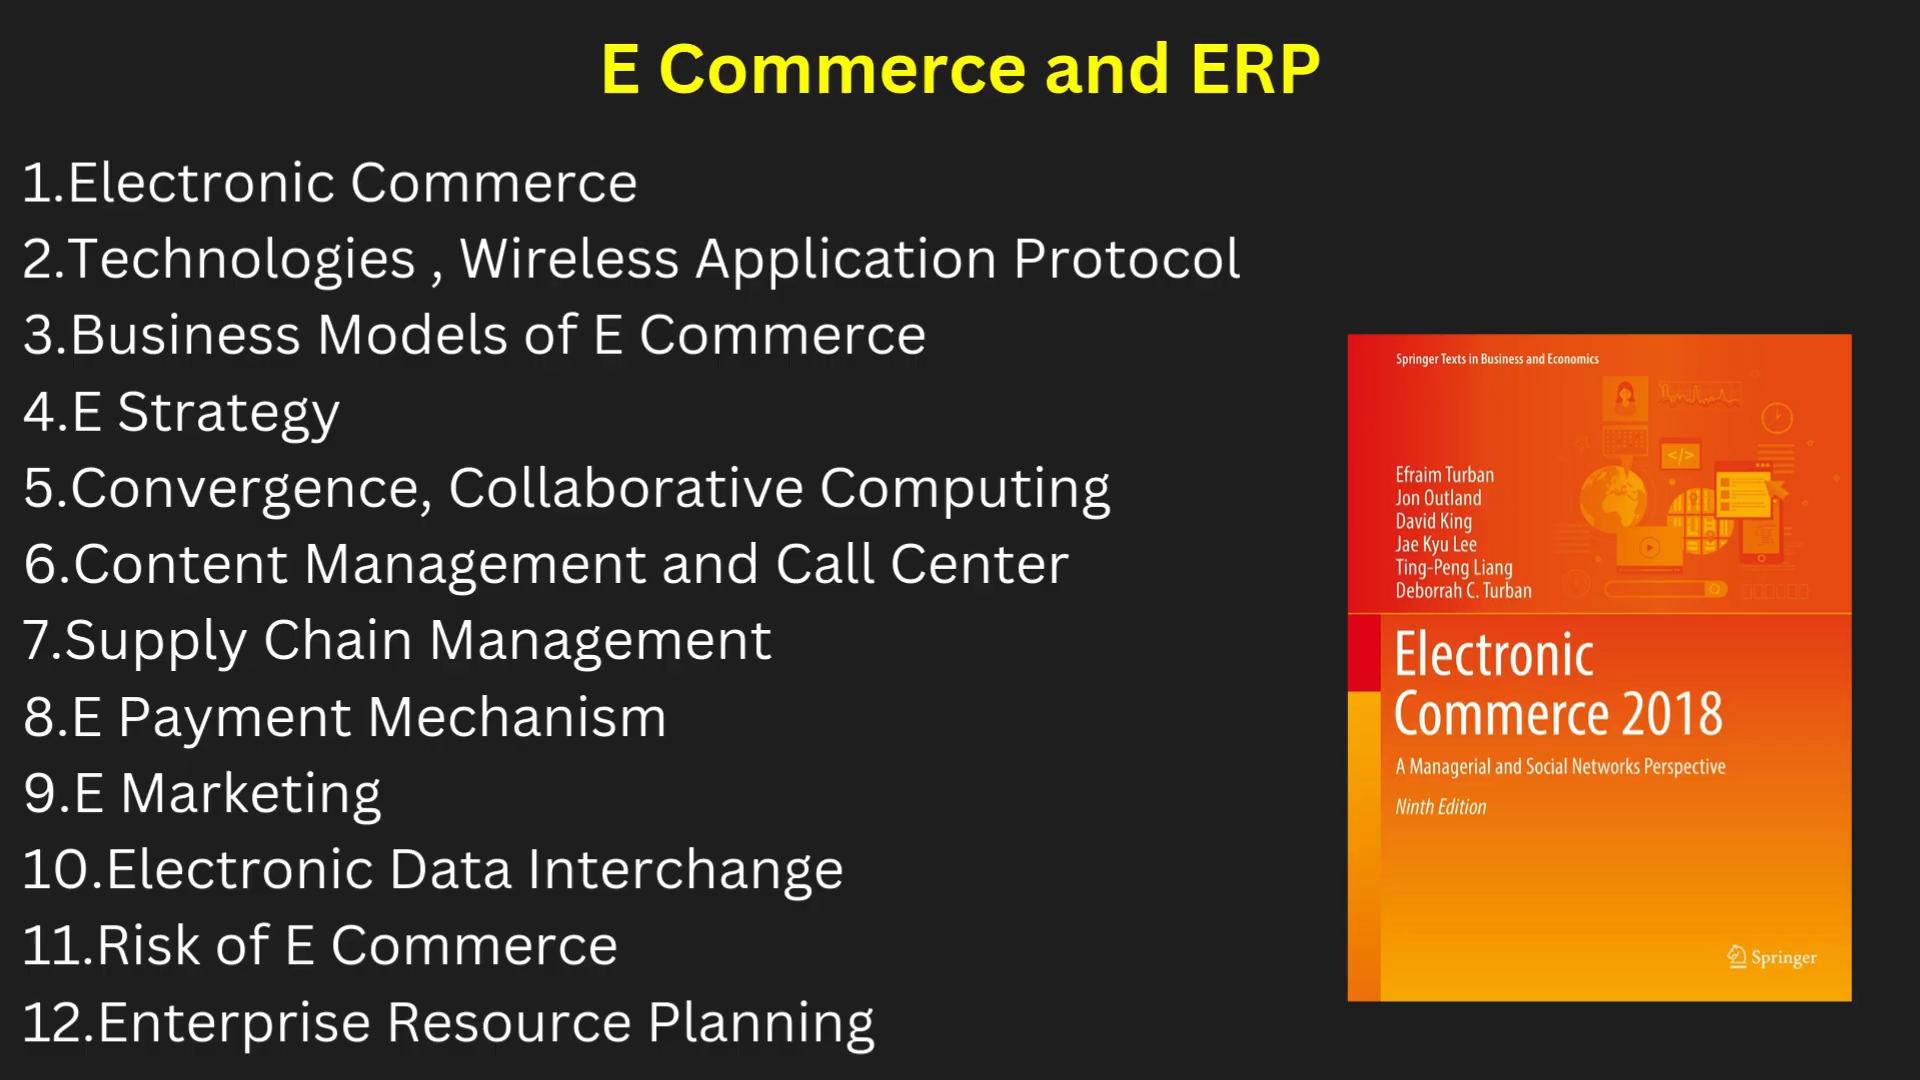 E Commerce and ERP
1.Electronic Commerce
2.Technologies , Wireless Application Protocol
3.Business Models of E Commerce
4.E Strategy
5.Convergence, Collaborative Computing
6.Content Management and Call Center
7.Supply Chain Management
8.E Payment Mechanism
9.E Marketing
10.Electronic Data Interchange
11.Risk of E Commerce
12.Enterprise Resource Planning
Springer Texts in Business and Economics
</>
Efraim Turban
Jon Outland
David King
Jae Kyu Lee
Ting-Peng Liang
Deborrah C. Turban
Electronic
Commerce 2018
A Managerial and Social Networks Perspective
Ninth Edition
Springer